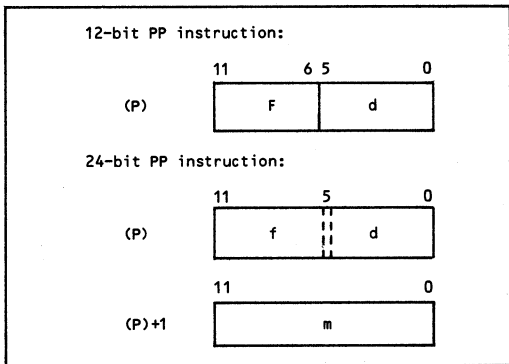 12-bit PP instruction:
11 6 5 0
(P) F d
24-bit PP instruction:
11 5 0
(P) f d
11 0
(P)+1 m